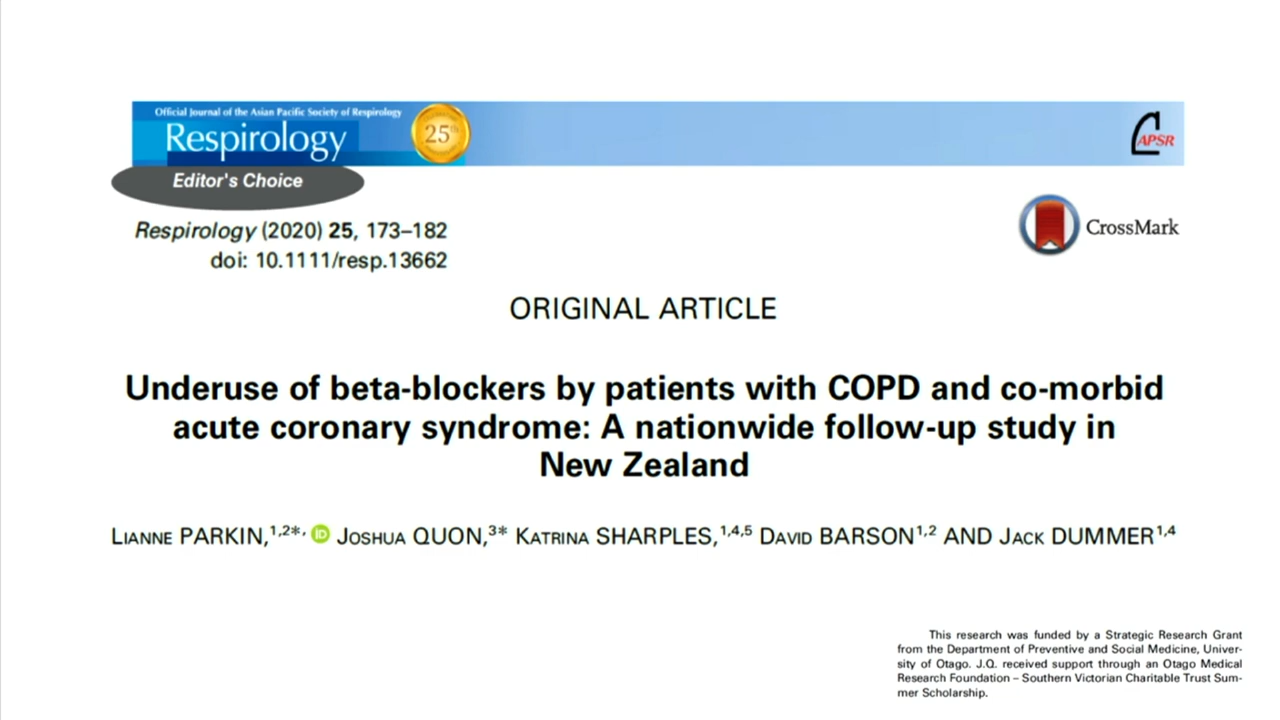 Official Journal of the Asian Pacific Society of Respirology
Respirology
25th
APSR
Editor's Choice
Respirology (2020) 25, 173–182
doi: 10.1111/resp.13662
CrossMark
ORIGINAL ARTICLE
Underuse of beta-blockers by patients with COPD and co-morbid
acute coronary syndrome: A nationwide follow-up study in
New Zealand
LIANNE PARKIN,1,2*, iD JOSHUA QUON,3* KATRINA SHARPLES,1,4,5 DAVID BARSON1,2 AND JACK DUMMER1,4
This research was funded by a Strategic Research Grant
from the Department of Preventive and Social Medicine, Univer-
sity of Otago. J.Q. received support through an Otago Medical
Research Foundation – Southern Victorian Charitable Trust Sum-
mer Scholarship.